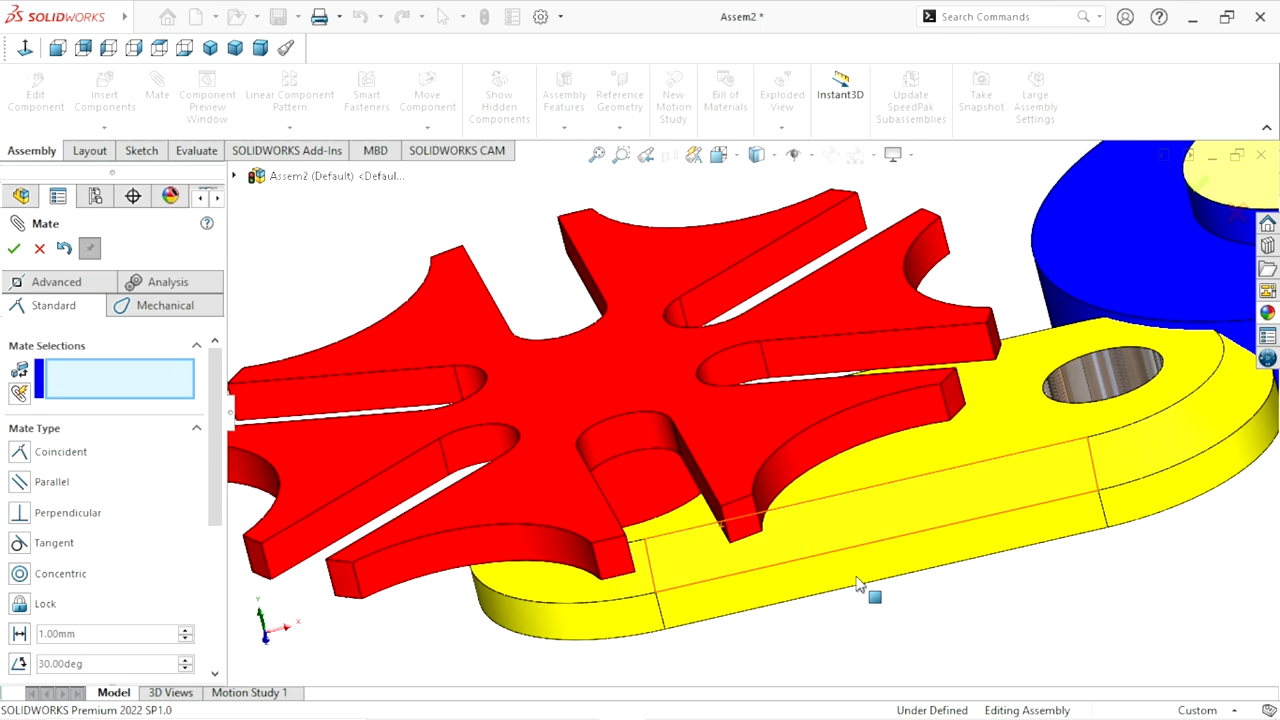 SOLIDWORKS
Assem2 *
Search Commands
Edit Component
Insert Components
Mate
Component Preview Window
Linear Component Pattern
Smart Fasteners
Move Component
Show Hidden Components
Assembly Features
Reference Geometry
New Motion Study
Bill of Materials
Exploded View
Instant3D
Update SpeedPak Subassemblies
Take Snapshot
Large Assembly Settings
Assembly
Layout
Sketch
Evaluate
SOLIDWORKS Add-Ins
MBD
SOLIDWORKS CAM
Assem2 (Default) <Defaul...
Mate
Advanced
Analysis
Standard
Mechanical
Mate Selections
Mate Type
Coincident
Parallel
Perpendicular
Tangent
Concentric
Lock
1.00mm
30.00deg
Y
X
Model
3D Views
Motion Study 1
SOLIDWORKS Premium 2022 SP1.0
Under Defined
Editing Assembly
Custom